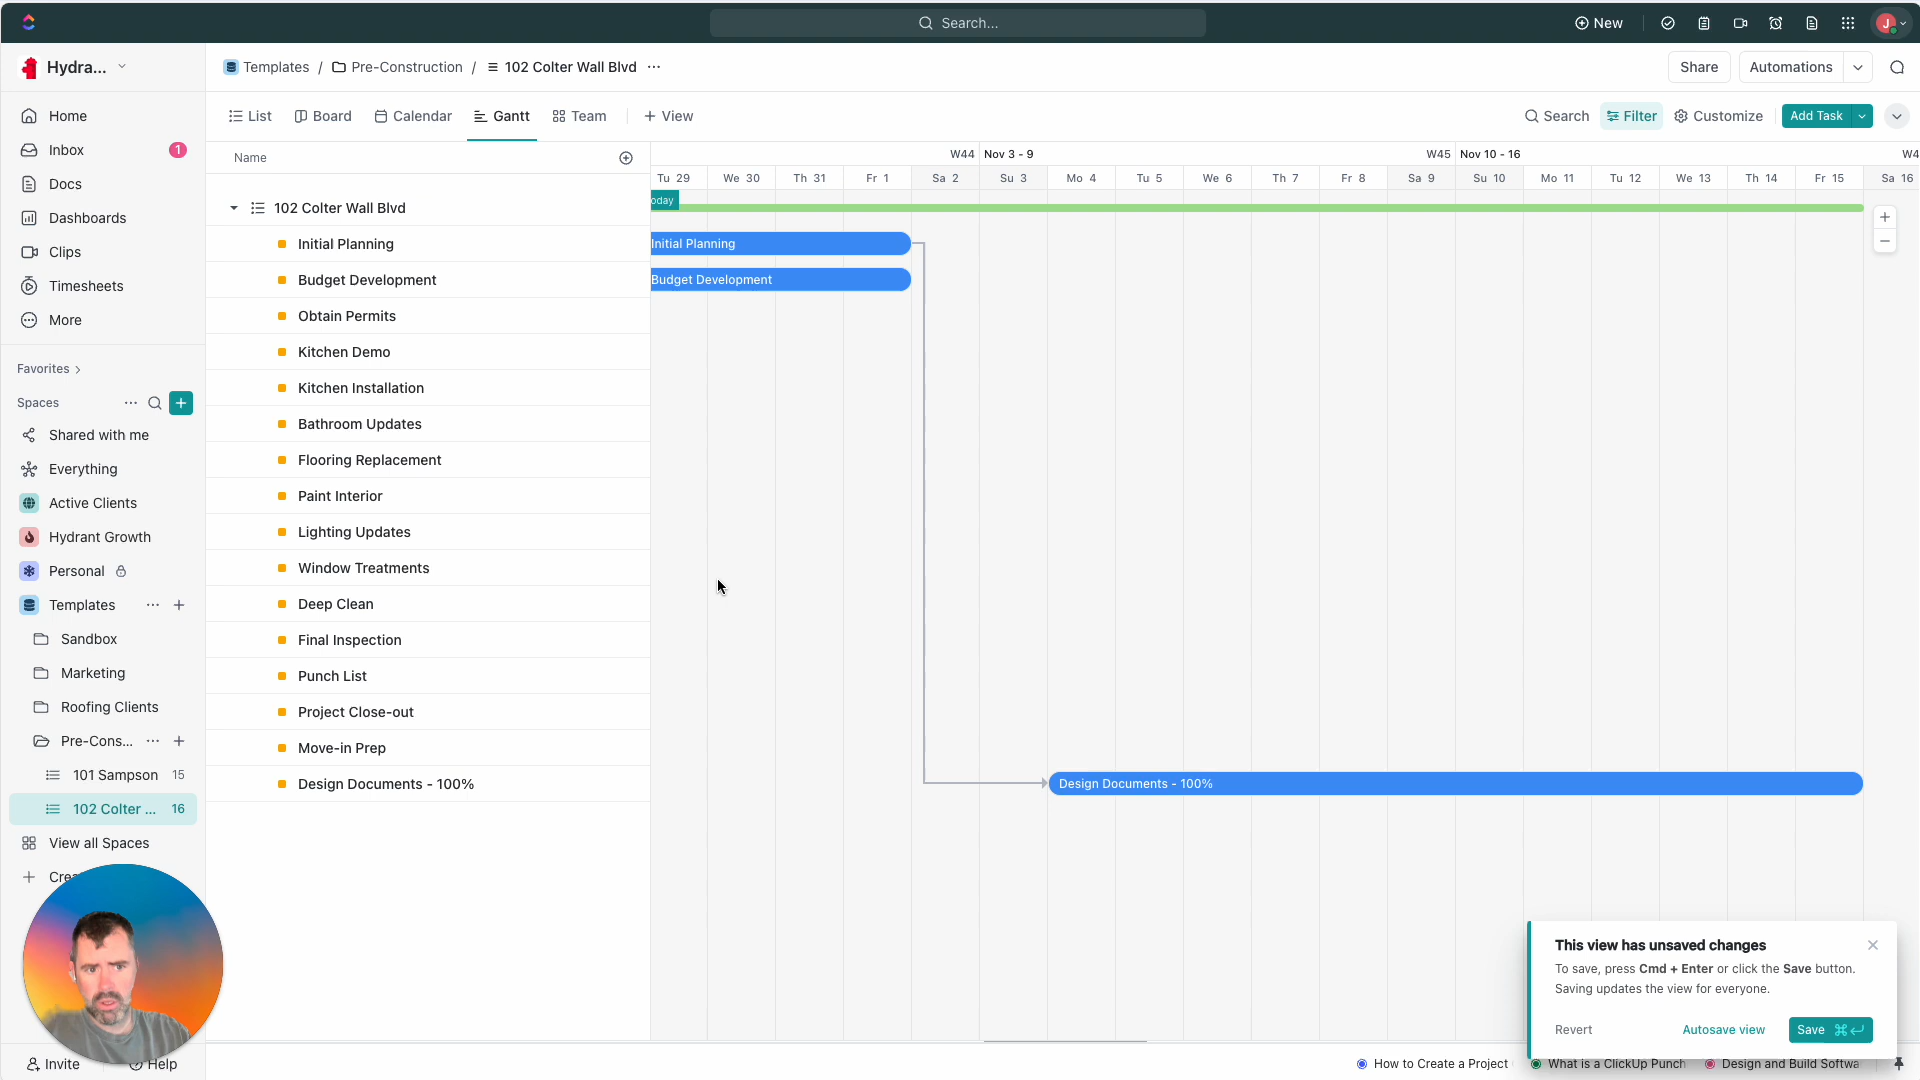 Search...
New
J
Hydra...
Templates / Pre-Construction / 102 Colter Wall Blvd ...
Share
Automations
List
Board
Calendar
Gantt
Team
+ View
Search
Filter
Customize
Add Task
Home
Inbox 1
Docs
Dashboards
Clips
Timesheets
More
Favorites
Spaces
Shared with me
Everything
Active Clients
Hydrant Growth
Personal
Templates
Sandbox
Marketing
Roofing Clients
Pre-Cons...
101 Sampson 15
102 Colter ... 16
View all Spaces
Crea
Invite
Help
Name
102 Colter Wall Blvd
Initial Planning
Budget Development
Obtain Permits
Kitchen Demo
Kitchen Installation
Bathroom Updates
Flooring Replacement
Paint Interior
Lighting Updates
Window Treatments
Deep Clean
Final Inspection
Punch List
Project Close-out
Move-in Prep
Design Documents - 100%
W44 Nov 3 - 9 W45 Nov 10 - 16 W4
Tu 29 We 30 Th 31 Fr 1 Sa 2 Su 3 Mo 4 Tu 5 We 6 Th 7 Fr 8 Sa 9 Su 10 Mo 11 Tu 12 We 13 Th 14 Fr 15 Sa 16
oday
Initial Planning
Budget Development
Design Documents - 100%
This view has unsaved changes
To save, press Cmd + Enter or click the Save button.
Saving updates the view for everyone.
Revert
Autosave view
Save ⌘
How to Create a Project
What is a ClickUp Punch
Design and Build Softwa